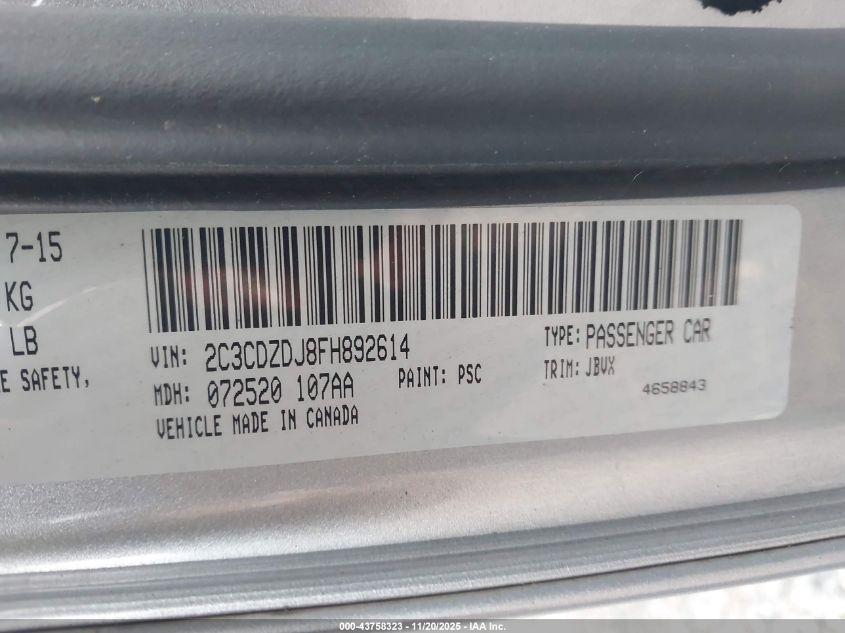 7-15
KG
LB
E SAFETY,
VIN: 2C3CDZDJ8FH892614
TYPE: PASSENGER CAR
MDH: 072520 107AA
PAINT: PSC
TRIM: JBVX
4658843
VEHICLE MADE IN CANADA
000-43758323 - 11/20/2025 - IAA Inc.